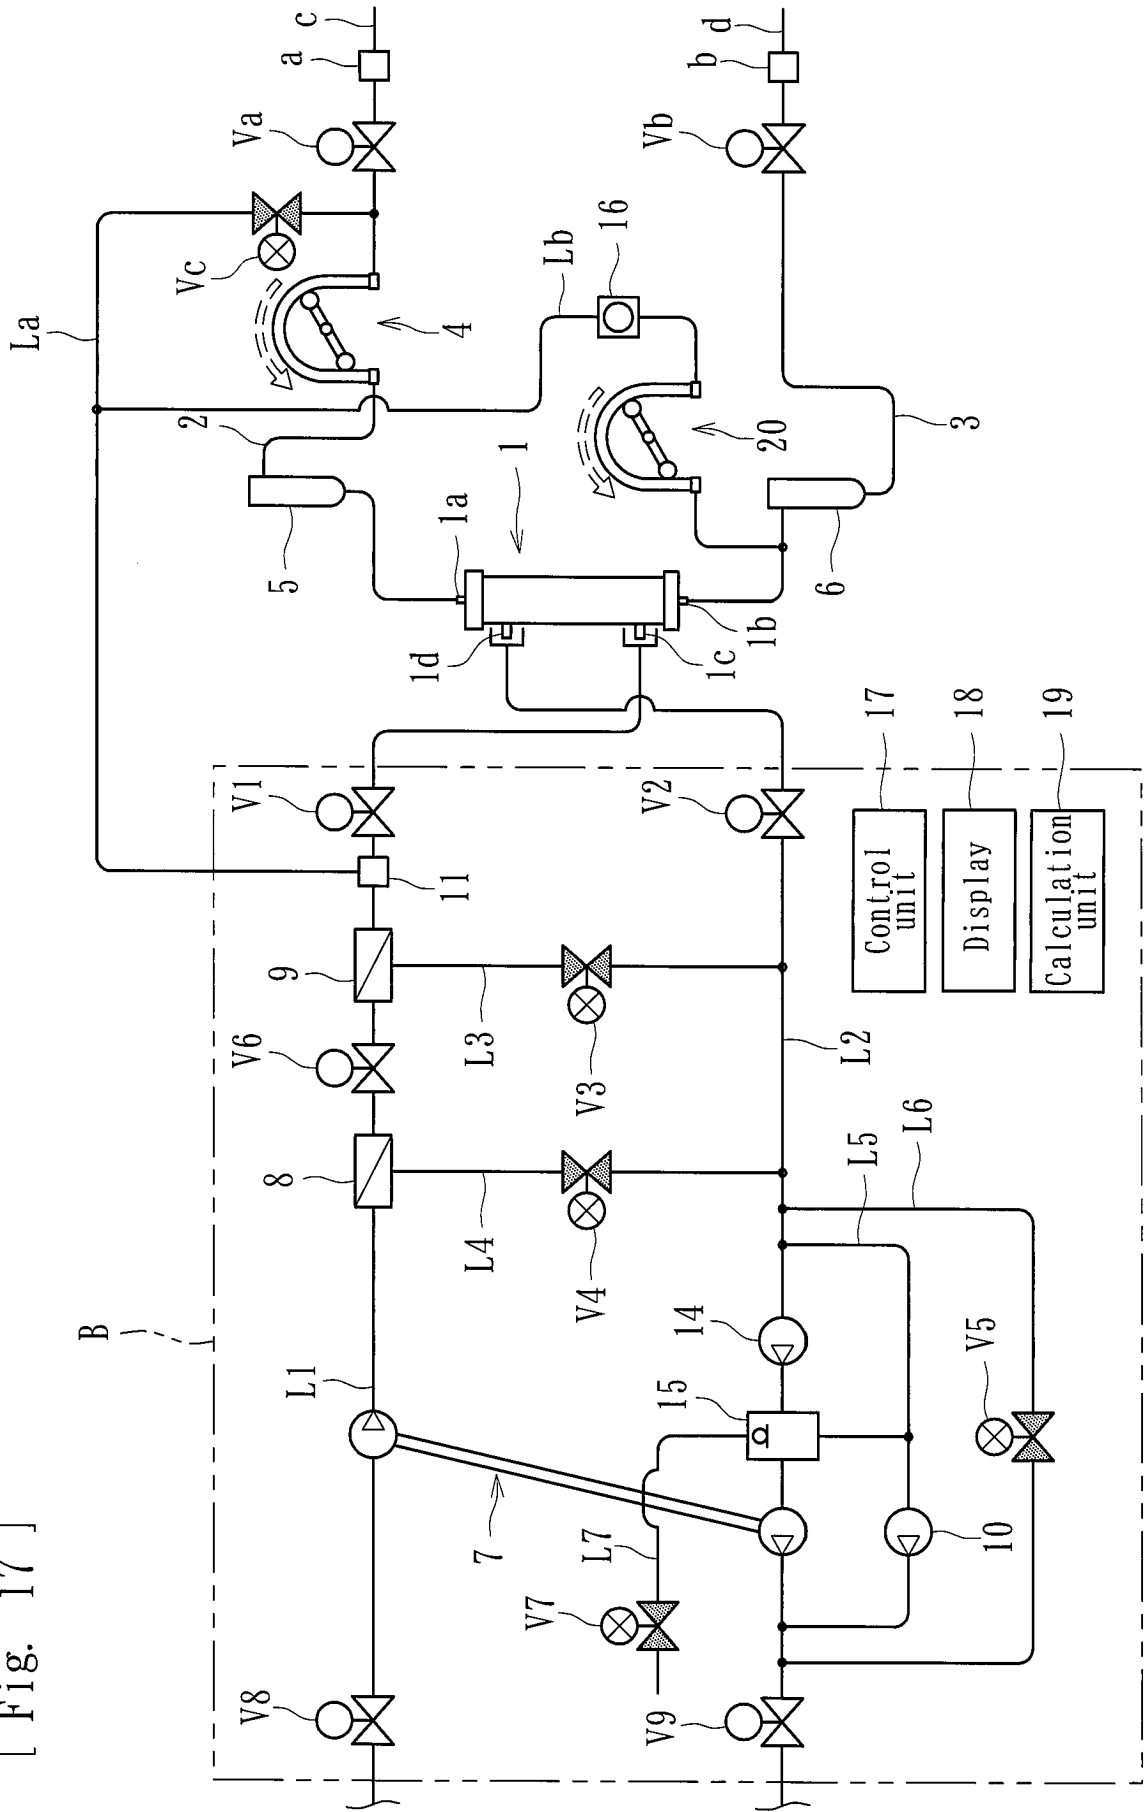 [ Fig. 17 ]
B
V8
L1
8
V6
9
11
V1
La
5
2
Vc
4
Va
a
c
7
L4
V4
L3
V3
1d
1c
1a
1b
1
Lb
16
20
Vb
b
d
V9
V7
L7
15
14
10
V5
L5
L6
L2
V2
6
3
Control
unit
17
Display
18
Calculation
unit
19